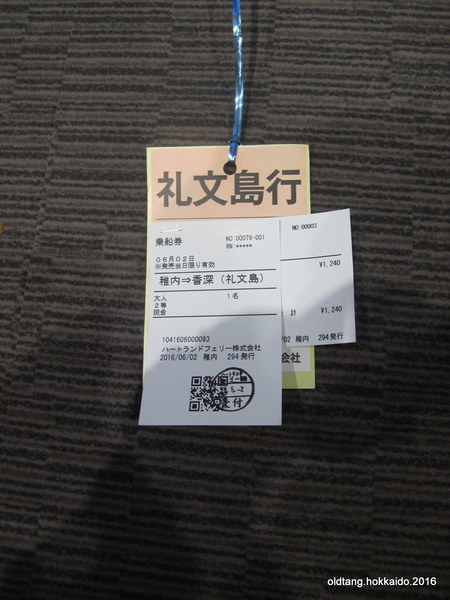 礼文島行
乗船券
NO:00079-001
06月02日
※発売当日限り有効
稚内⇒香深(礼文島)
大人 1名
2等
現金
1041606000093
ハートランドフェリー株式会社
2016/06/02 稚内 294発行
受付
NO:00003
¥1,240
計 ¥1,240
/02 稚内 294発行
会社
oldtang.hokkaido.2016